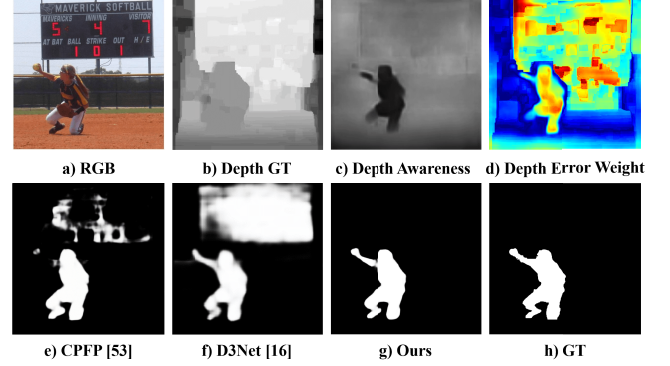 MAVERICK SOFTBALL
MAVERICKS INNING VISITOR
5 4 7
AT BAT BALL STRIKE OUT H / E
1 0 1
a) RGB
b) Depth GT
c) Depth Awareness
d) Depth Error Weight
e) CPFP [53]
f) D3Net [16]
g) Ours
h) GT